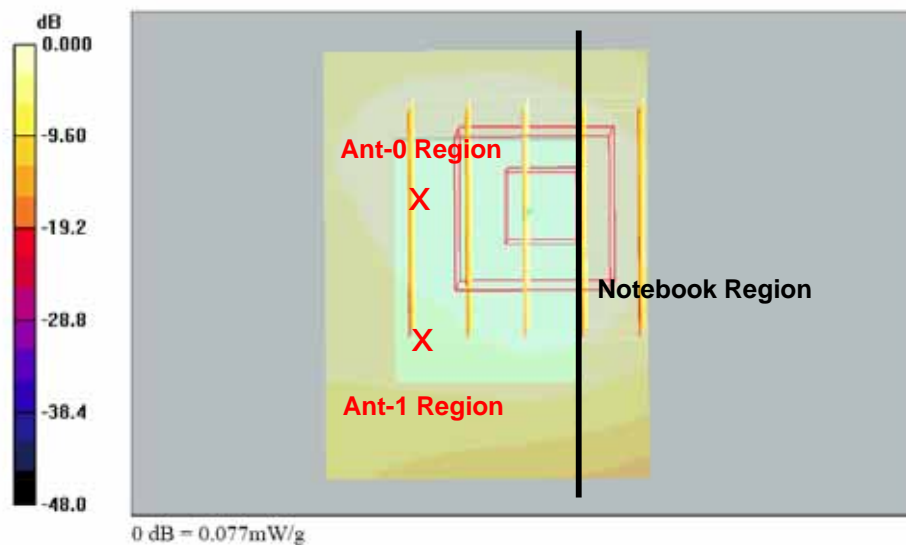 dB
0.000
-9.60
-19.2
-28.8
-38.4
-48.0
Ant-0 Region
X
Notebook Region
X
Ant-1 Region
0 dB = 0.077mW/g